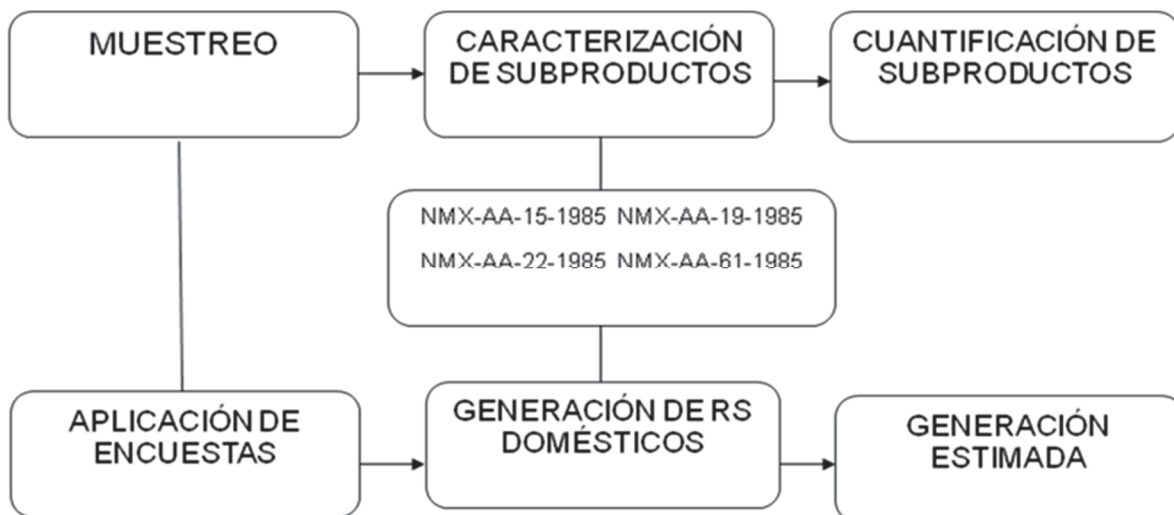 MUESTREO
CARACTERIZACIÓN
DE SUBPRODUCTOS
CUANTIFICACIÓN DE
SUBPRODUCTOS
NMX-AA-15-1985 NMX-AA-19-1985
NMX-AA-22-1985 NMX-AA-61-1985
APLICACIÓN DE
ENCUESTAS
GENERACIÓN DE RS
DOMÉSTICOS
GENERACIÓN
ESTIMADA